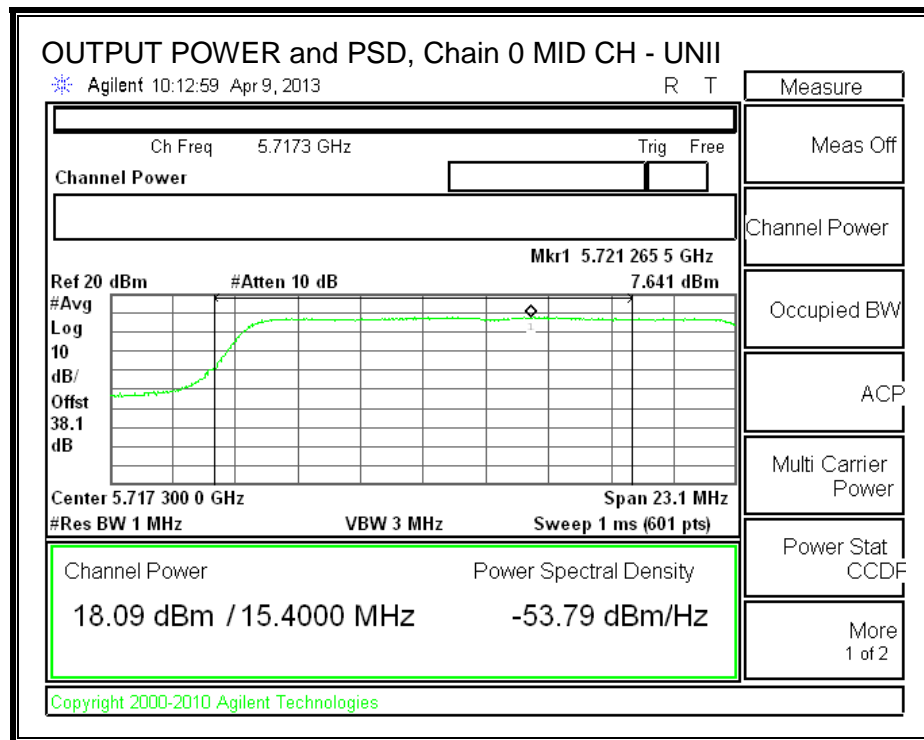 OUTPUT POWER and PSD, Chain 0 MID CH - UNII
Agilent 10:12:59 Apr 9, 2013 R T
Measure
Ch Freq 5.7173 GHz Trig Free
Channel Power
Mkr1 5.721 265 5 GHz
Ref 20 dBm #Atten 10 dB 7.641 dBm
#Avg
Log
10
dB/
Offst
38.1
dB
1
Center 5.717 300 0 GHz Span 23.1 MHz
#Res BW 1 MHz VBW 3 MHz Sweep 1 ms (601 pts)
Channel Power Power Spectral Density
18.09 dBm / 15.4000 MHz -53.79 dBm/Hz
Copyright 2000-2010 Agilent Technologies
Meas Off
Channel Power
Occupied BW
ACP
Multi Carrier
Power
Power Stat
CCDF
More
1 of 2